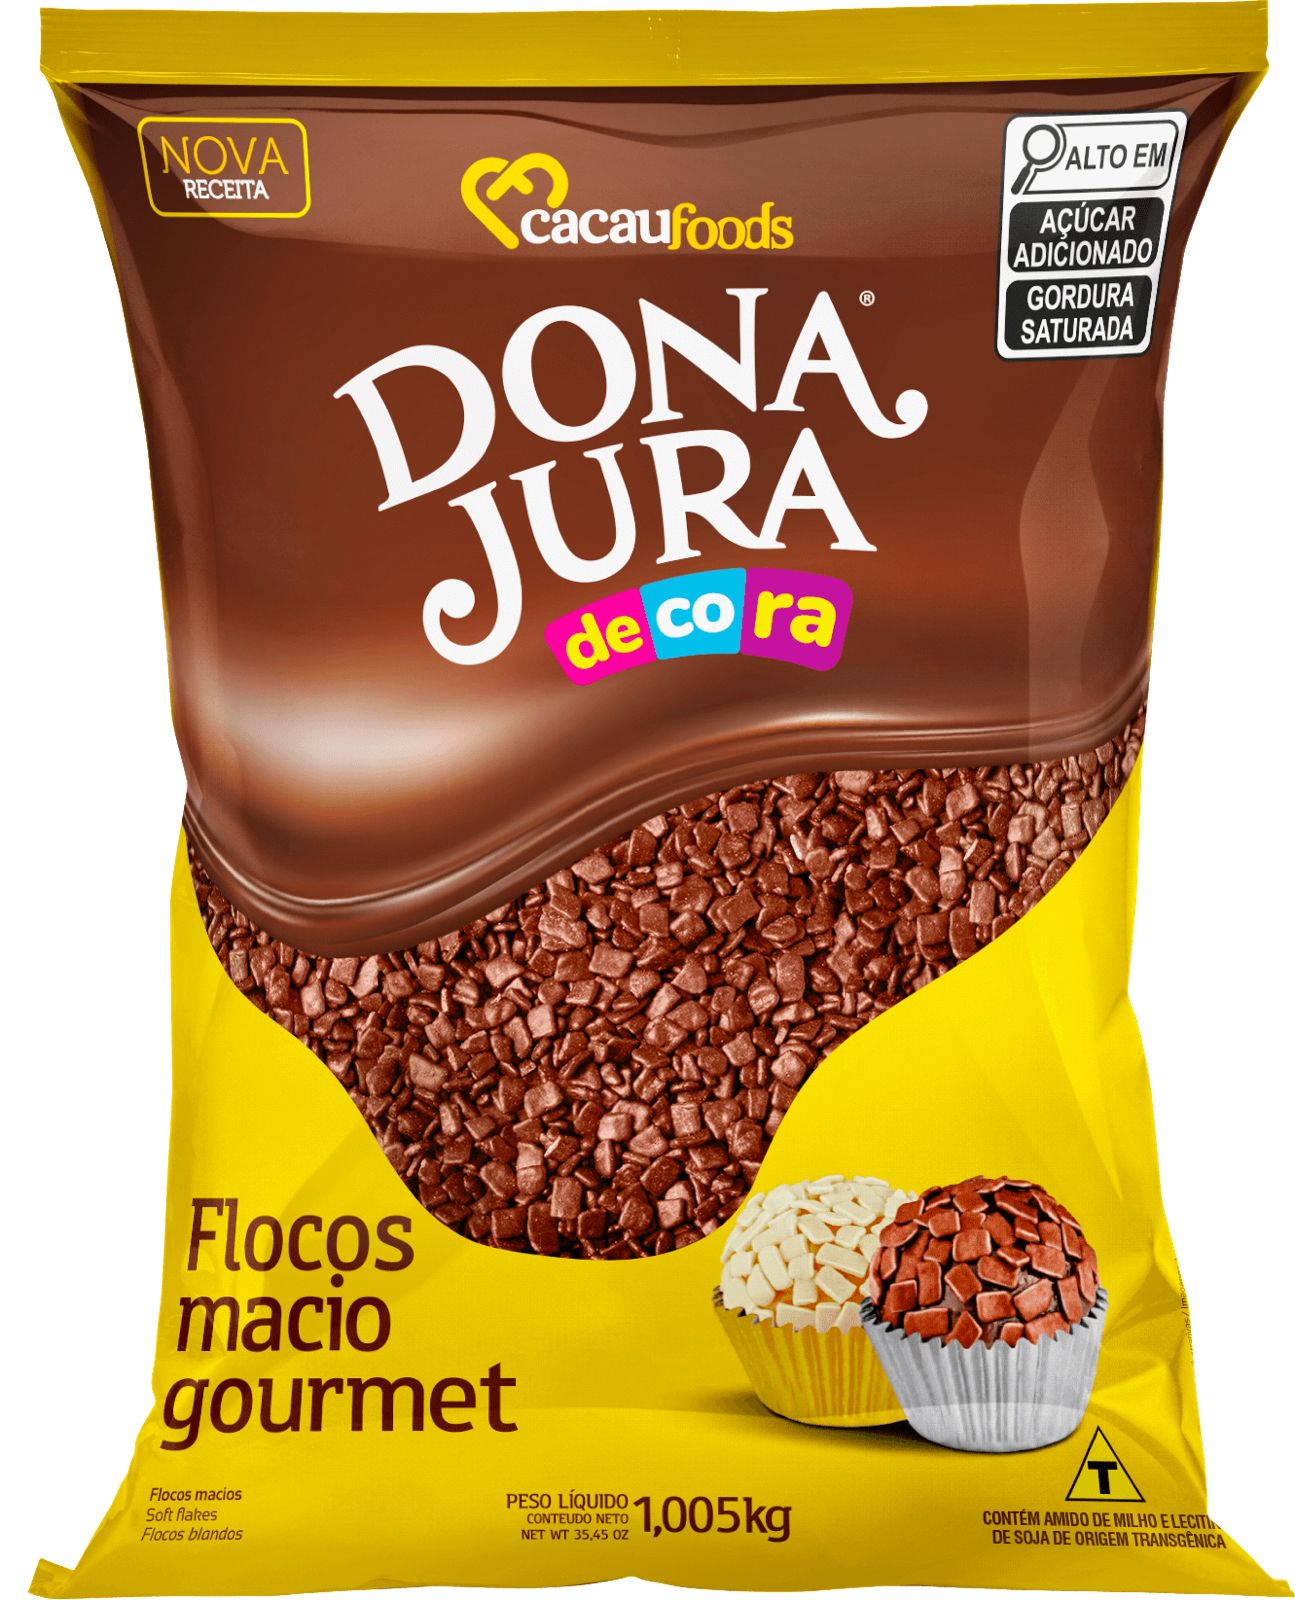 NOVA
RECEITA
cacaufoods
ALTO EM
AÇÚCAR
ADICIONADO
GORDURA
SATURADA
DONA®
JURA
decora
Flocos
macio
gourmet
Flocos macios
Soft flakes
Flocos blandos
PESO LÍQUIDO
CONTEUDO NETO
NET WT 35,45 OZ
1,005kg
T
CONTÉM AMIDO DE MILHO E
DE SOJA DE ORIGEM TRANSGÊNICA